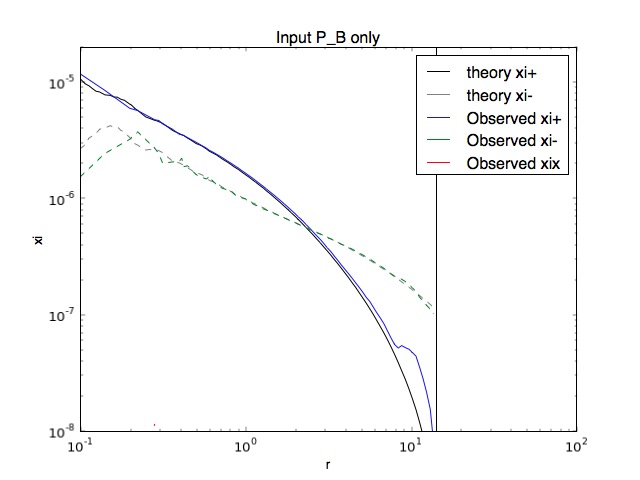 Input P_B only
theory xi+
theory xi-
Observed xi+
Observed xi-
Observed xix
xi
10^-5
10^-6
10^-7
10^-8
10^-1
10^0
10^1
10^2
r